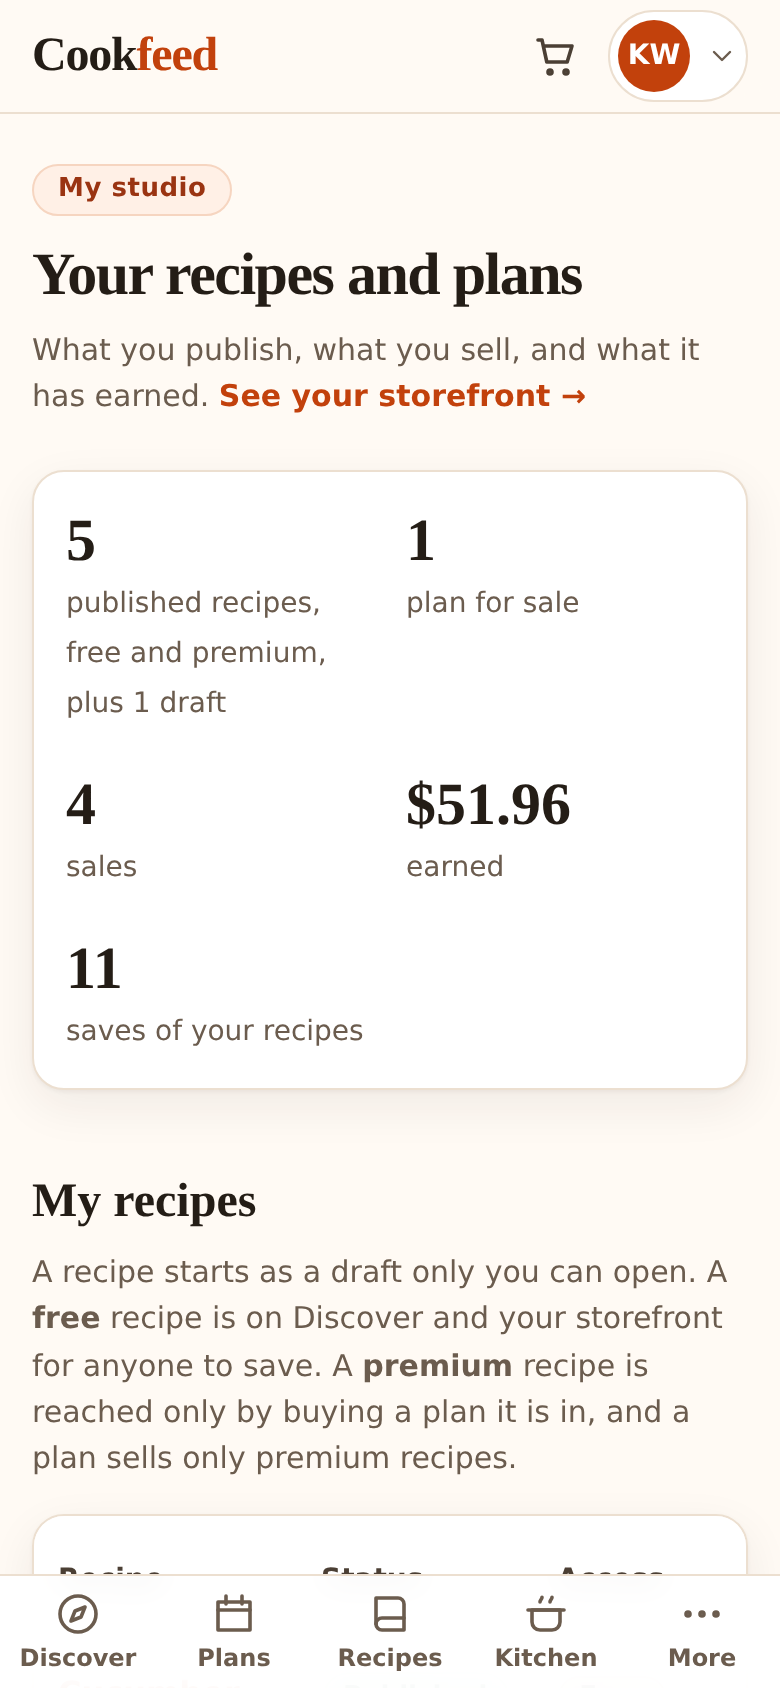 Cookfeed
KW
My studio
Your recipes and plans
What you publish, what you sell, and what it
has earned. See your storefront →
5
published recipes,
free and premium,
plus 1 draft
1
plan for sale
4
sales
$51.96
earned
11
saves of your recipes
My recipes
A recipe starts as a draft only you can open. A
free recipe is on Discover and your storefront
for anyone to save. A premium recipe is
reached only by buying a plan it is in, and a
plan sells only premium recipes.
Recipe Status Access
Discover Plans Recipes Kitchen More